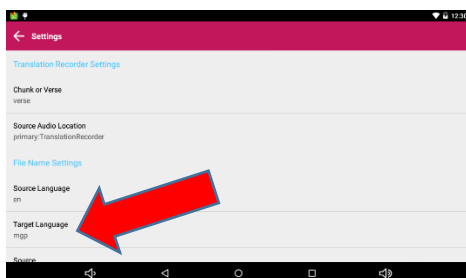 12:30
Settings
Translation Recorder Settings
Chunk or Verse
verse
Source Audio Location
primary:TranslationRecorder
File Name Settings
Source Language
en
Target Language
mgp
Source